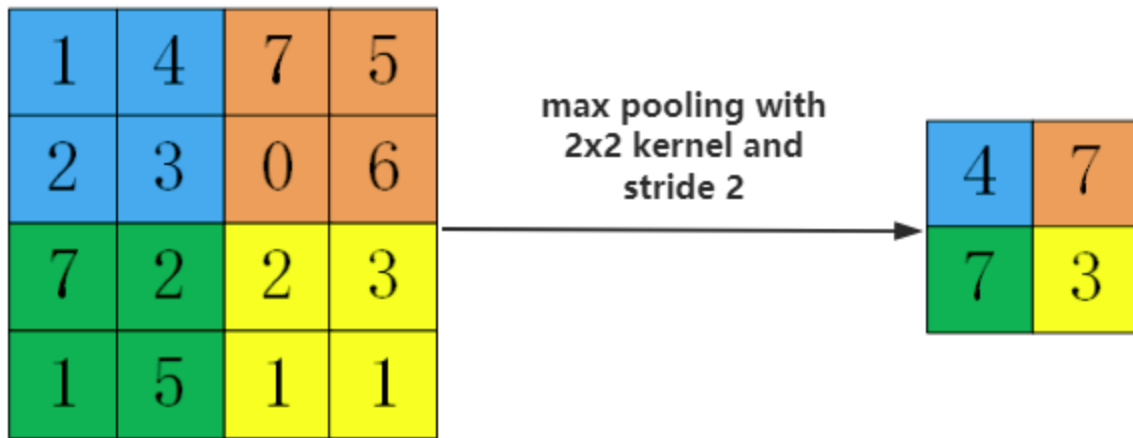 1 4 7 5
2 3 0 6
7 2 2 3
1 5 1 1
max pooling with
2x2 kernel and
stride 2
4 7
7 3